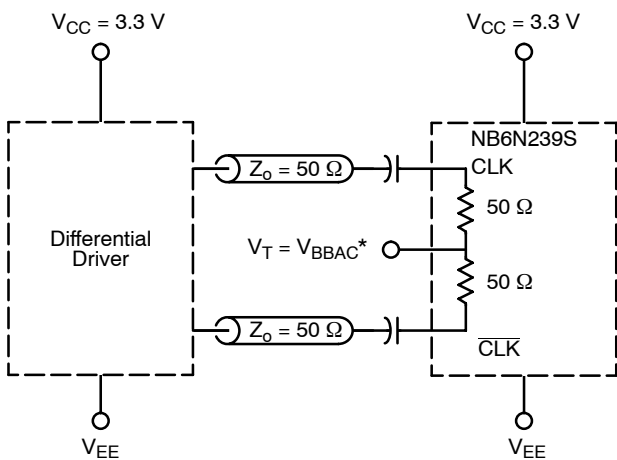 V_CC = 3.3 V
V_CC = 3.3 V
NB6N239S
Z_o = 50 Ω
CLK
50 Ω
Differential
Driver
V_T = V_BBAC*
50 Ω
Z_o = 50 Ω
C̅L̅K̅
V_EE
V_EE